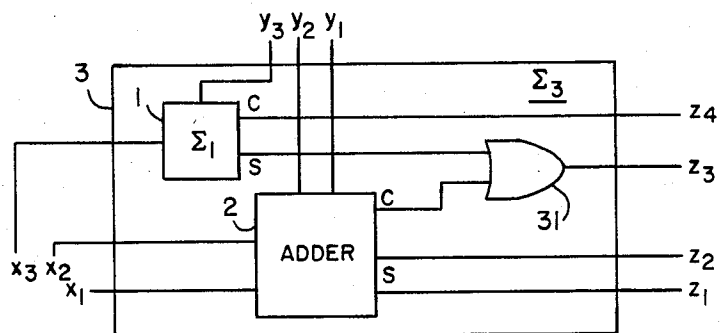 y3 y2 y1
3
1
C
Σ3
Z4
Σ1
S
Z3
2
C
31
x3 x2
ADDER
Z2
S
x1
Z1